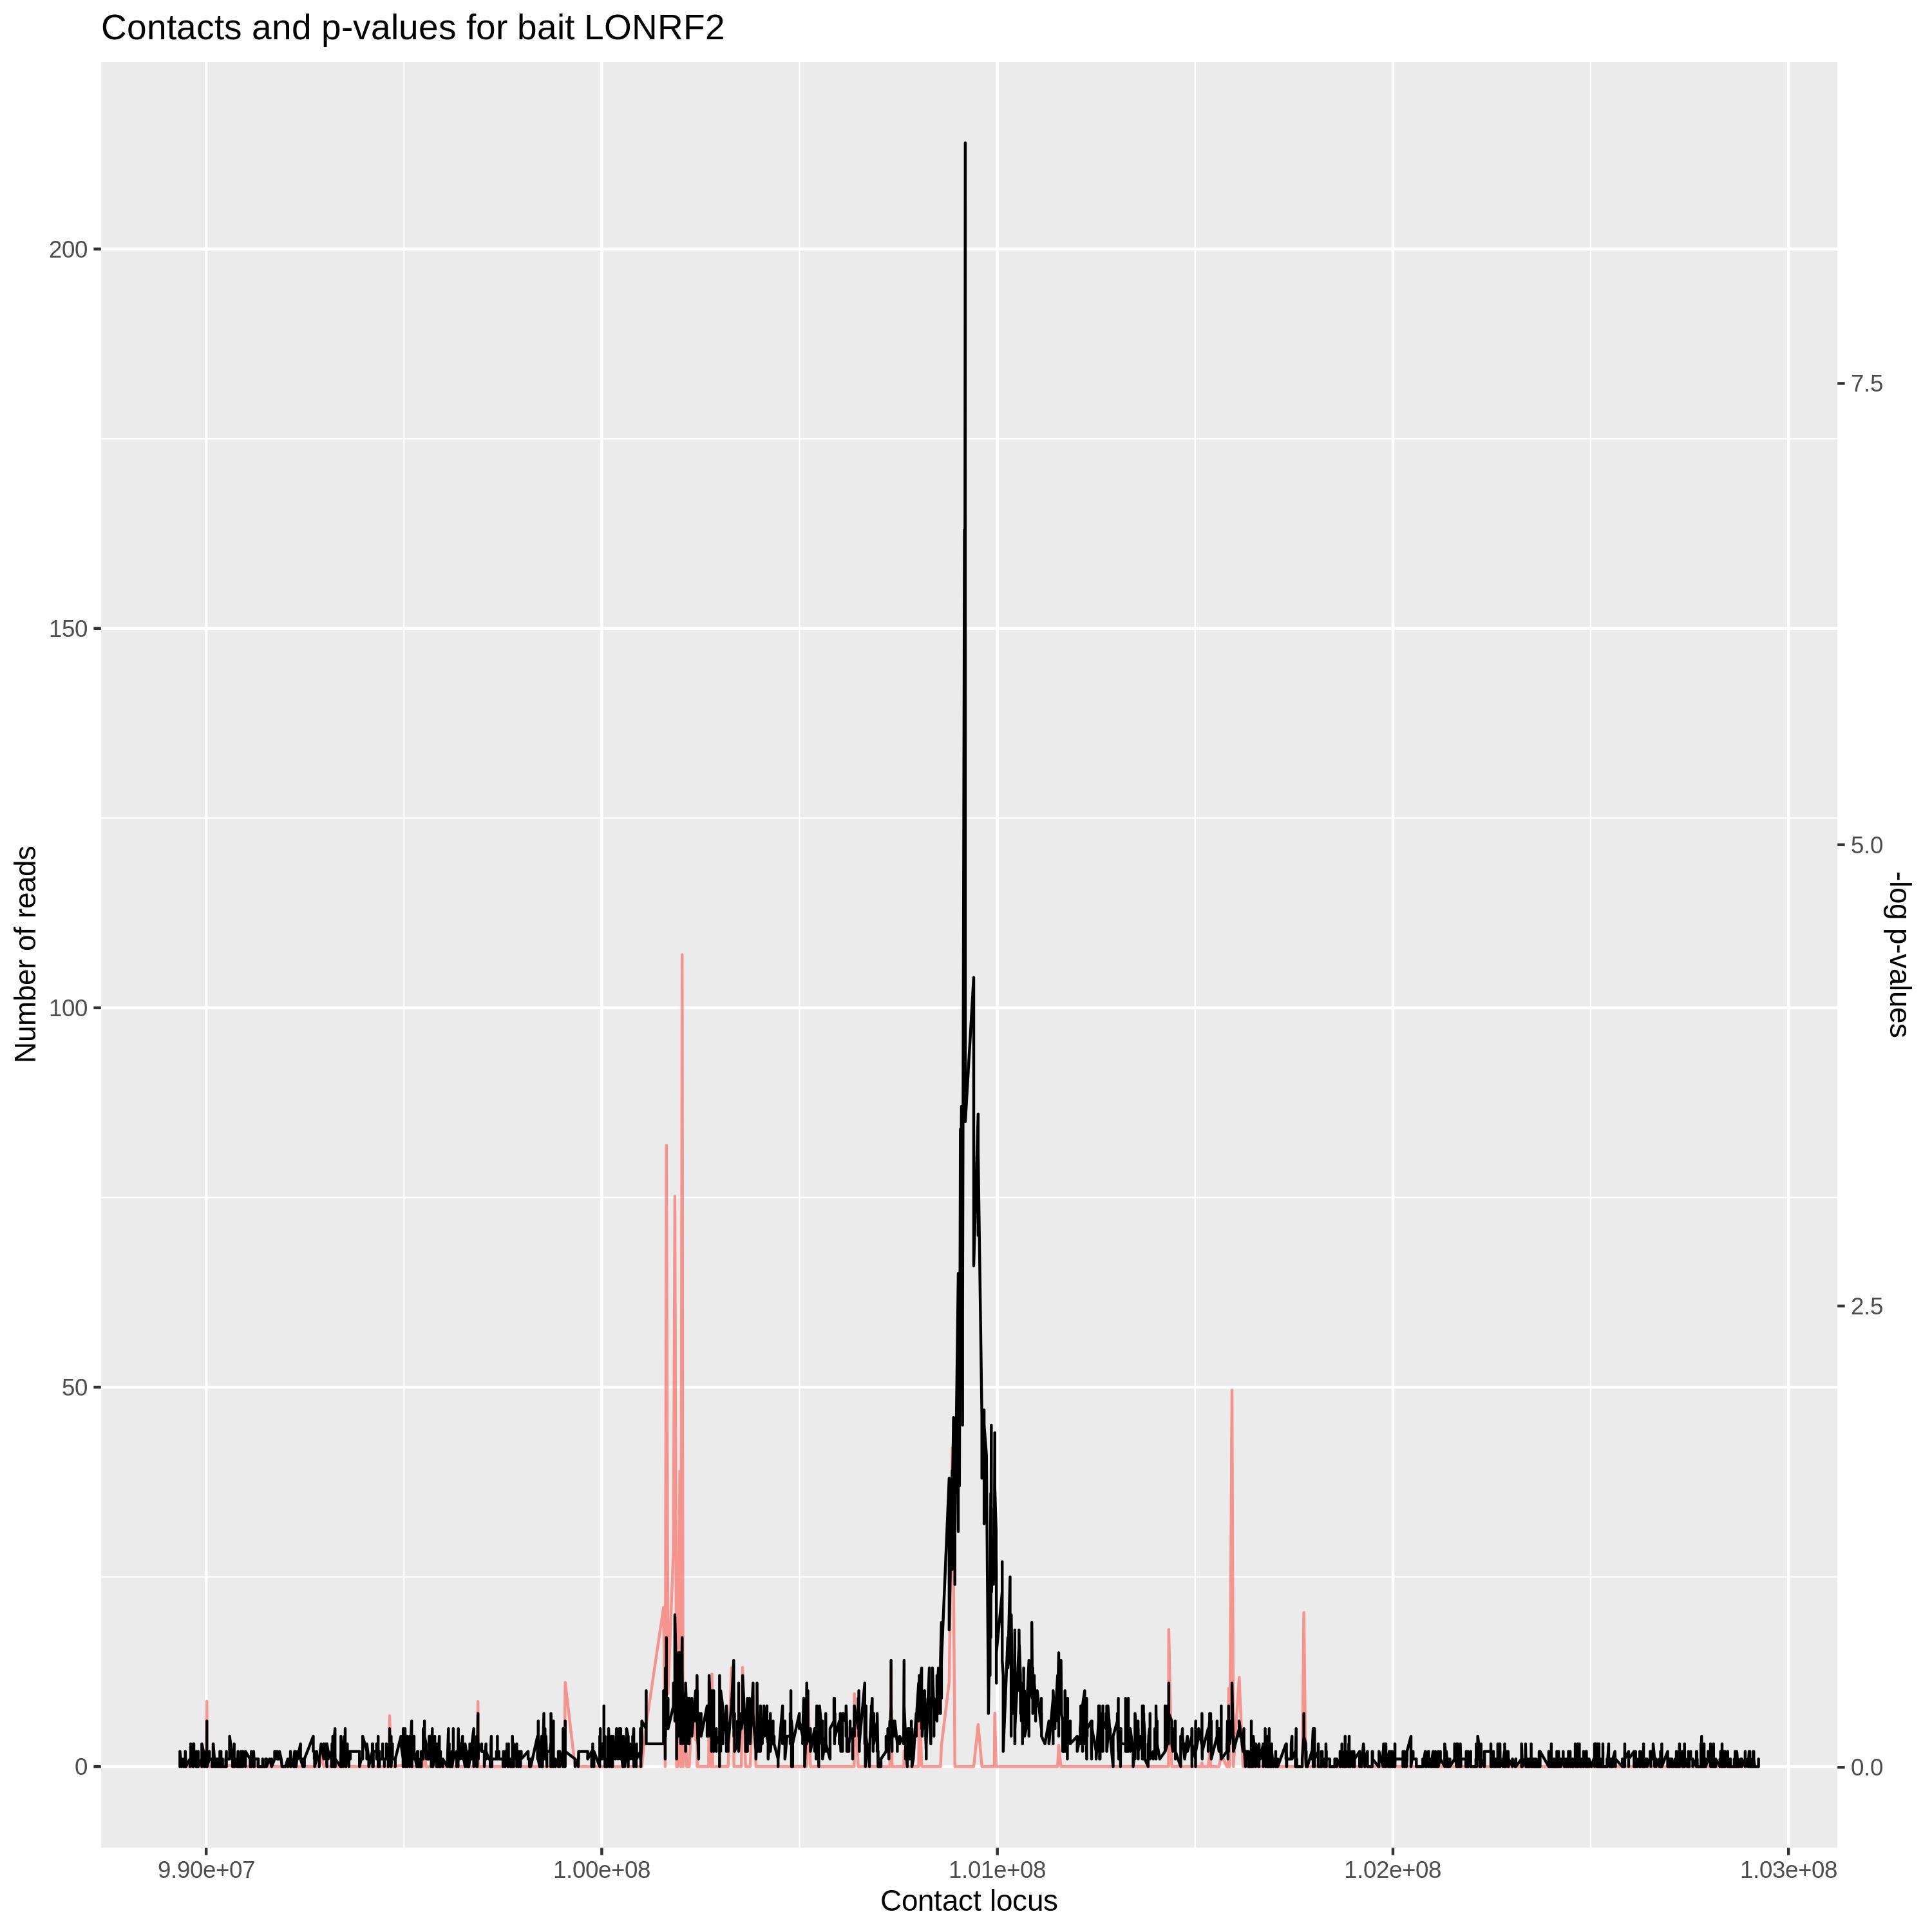 Contacts and p-values for bait LONRF2
200
150
100
50
0
Number of reads
7.5
5.0
2.5
0.0
-log p-values
9.90e+07
1.00e+08
1.01e+08
1.02e+08
1.03e+08
Contact locus